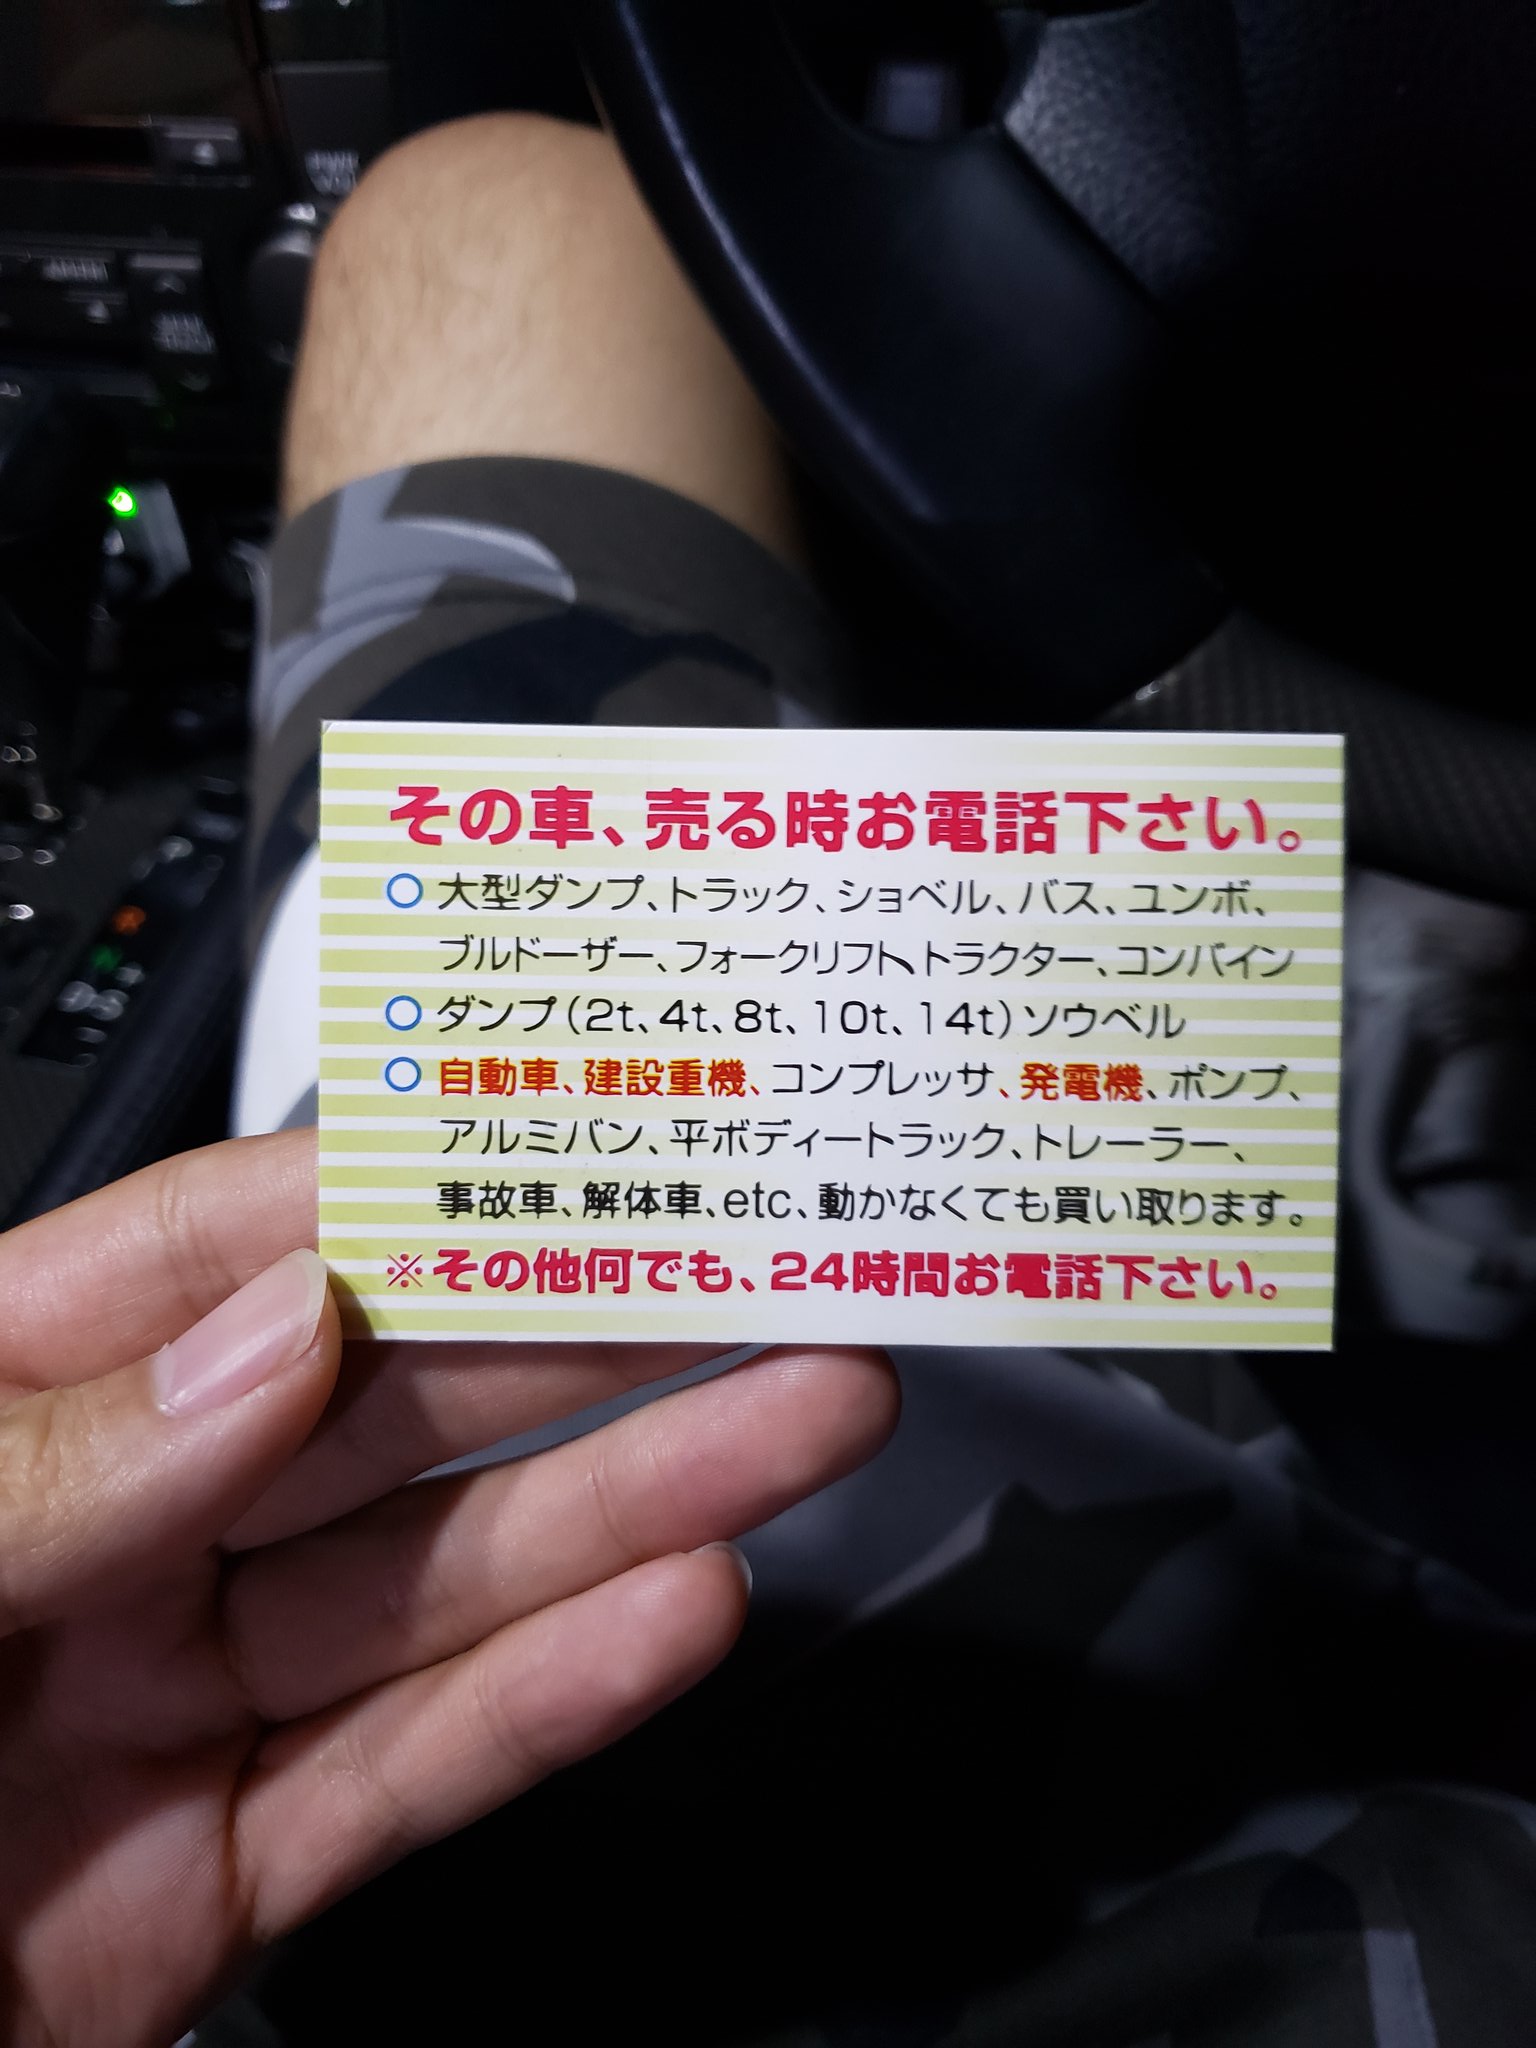 その車、売る時お電話下さい。
○大型ダンプ、トラック、ショベル、バス、ユンボ、
ブルドーザー、フォークリフト、トラクター、コンバイン
○ダンプ(2t、4t、8t、10t、14t)ソウベル
○自動車、建設重機、コンプレッサ、発電機、ポンプ、
アルミバン、平ボディートラック、トレーラー、
事故車、解体車、etc、動かなくても買い取ります。
※その他何でも、24時間お電話下さい。